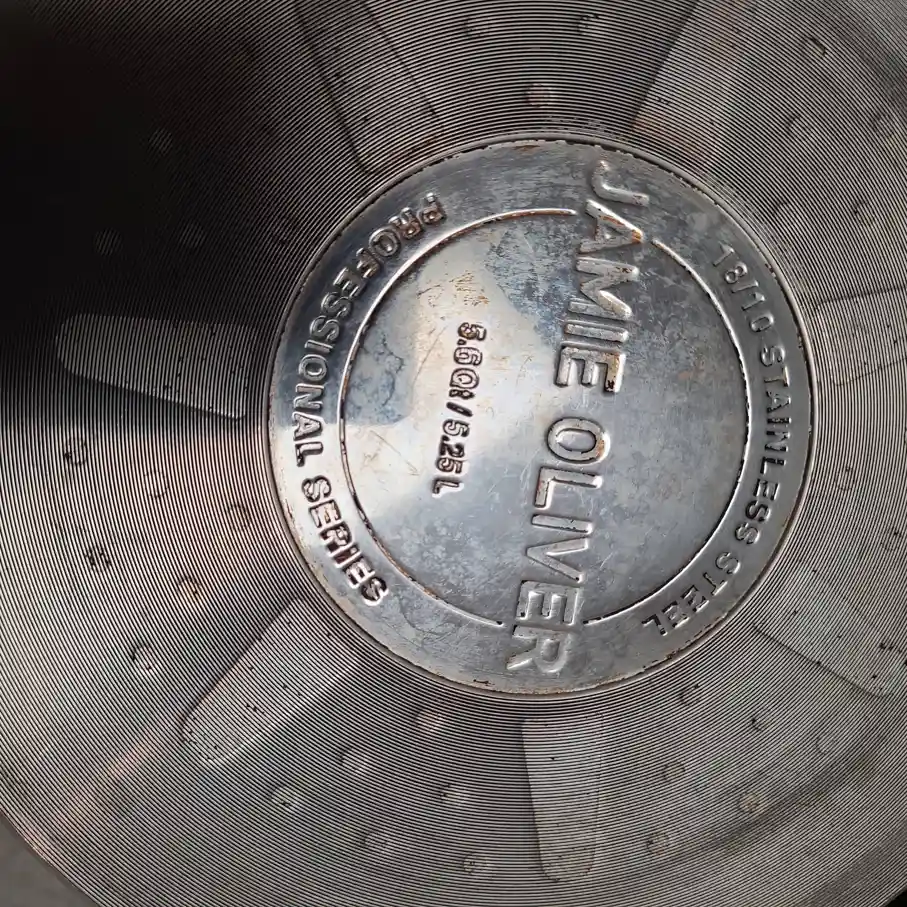 18/10 STAINLESS STEEL
JAMIE OLIVER
5.6Qt / 5.25L
PROFESSIONAL SERIES